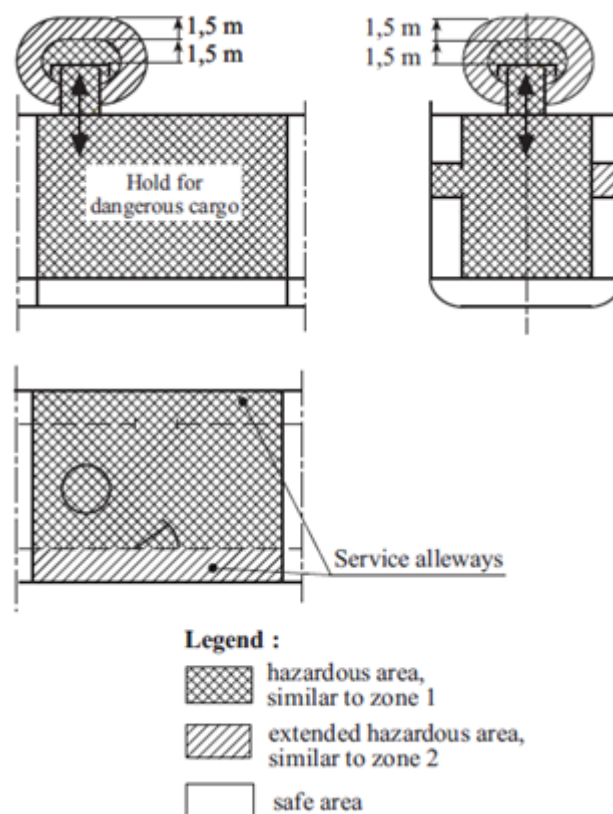 1,5 m
1,5 m
1,5 m
1,5 m
Hold for
dangerous cargo
Service alleways
Legend :
hazardous area,
similar to zone 1
extended hazardous area,
similar to zone 2
safe area